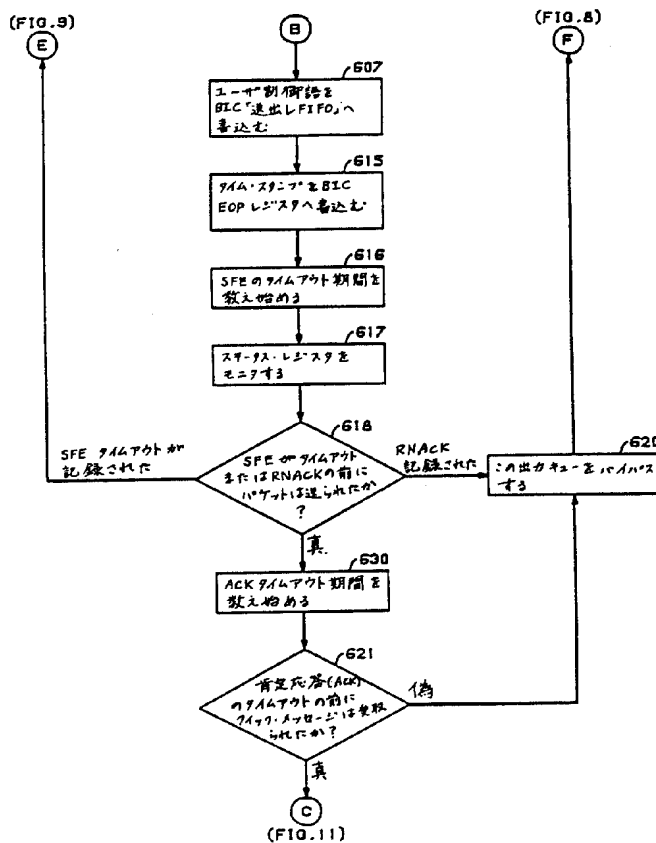 (FIG.9)
E
B
(FIG.8)
F
607
ユーザ制御語を
BIC「送出しFIFO」へ
書込む
615
タイム・スタンプをBIC
EOPレジスタへ書込む
616
SFEのタイムアウト期間を
数え始める
617
ステータス・レジスタを
モニタする
618
SFEがタイムアウト
またはRNACKの前に
パケットは送られたか
?
SFEタイムアウトが
記録された
RNACK
記録された
620
この出力キューをバイパス
する
真
630
ACKタイムアウト期間を
数え始める
621
肯定応答(ACK)
のタイムアウトの前に
クイック・メッセージは受取
られたか?
偽
真
C
(FIG.11)